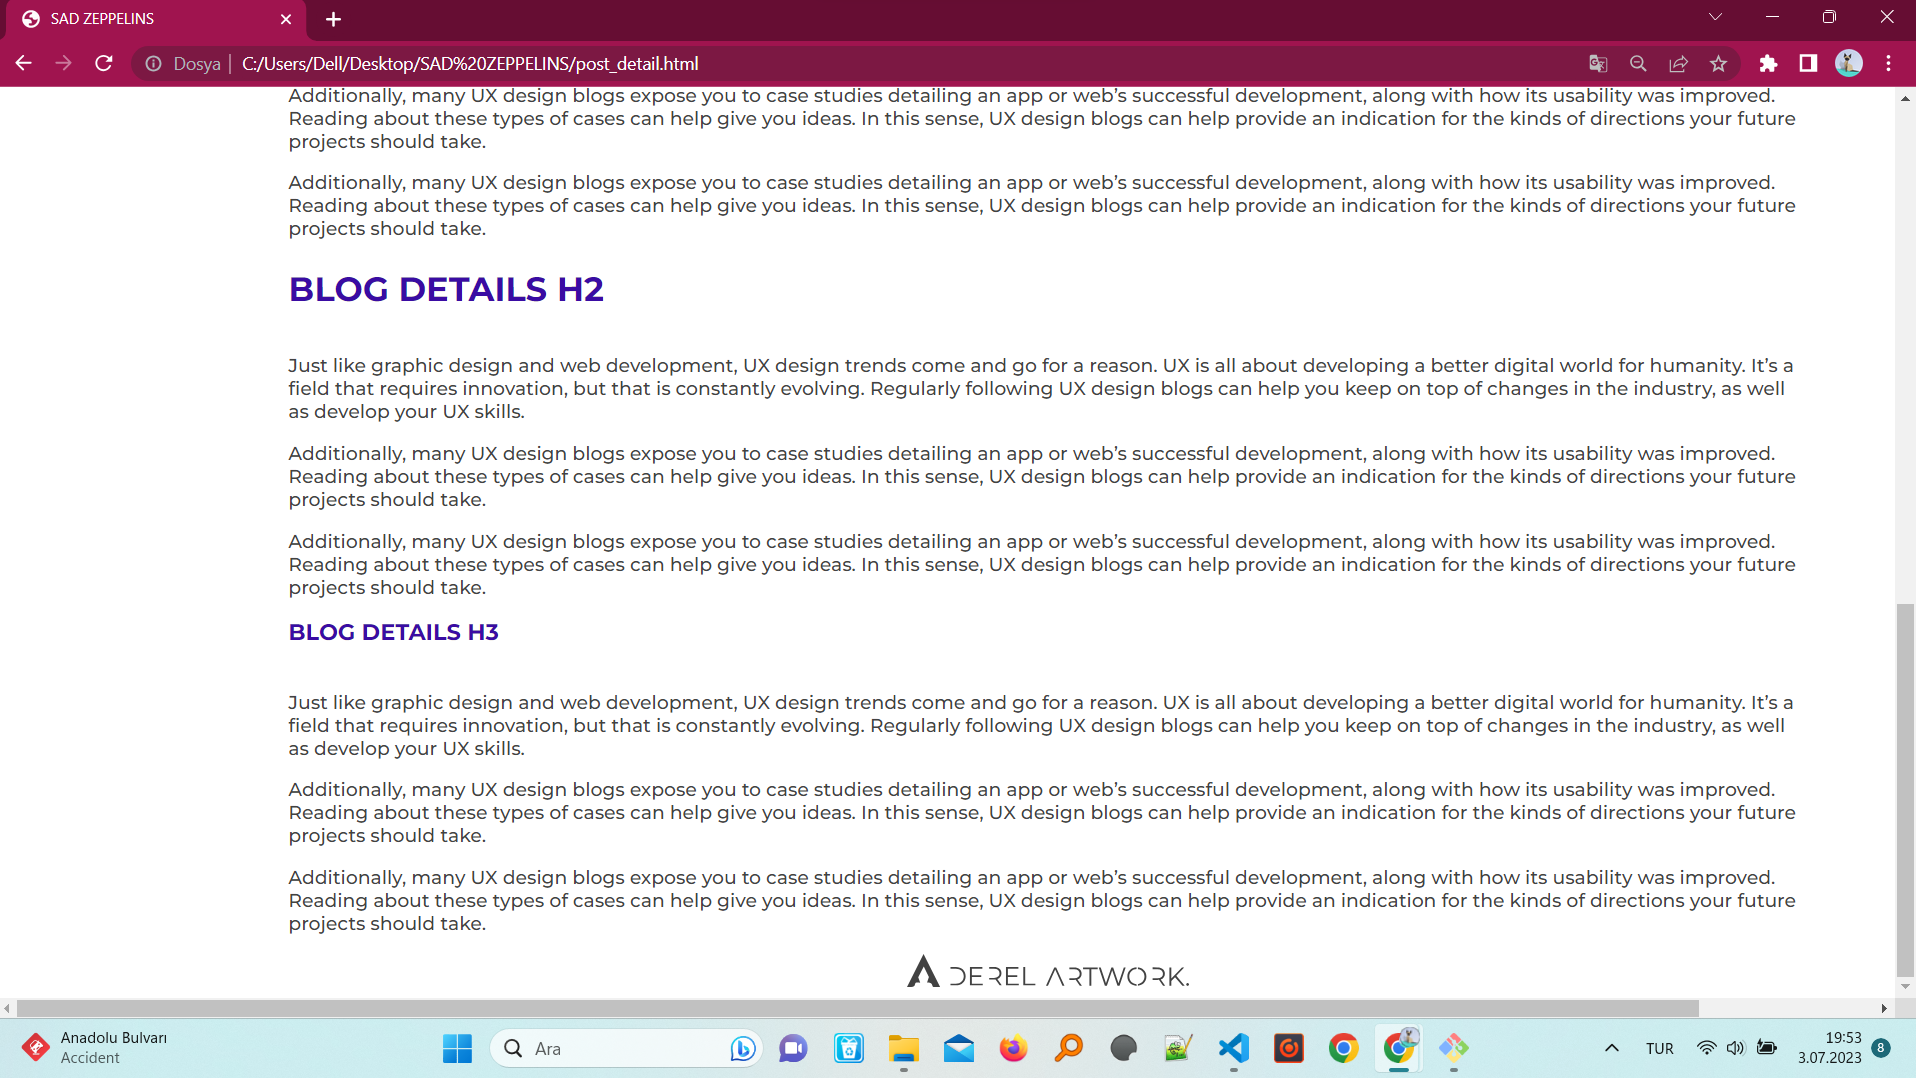 SAD ZEPPELINS
Dosya
C:/Users/Dell/Desktop/SAD%20ZEPPELINS/post_detail.html
Additionally, many UX design blogs expose you to case studies detailing an app or web’s successful development, along with how its usability was improved.
Reading about these types of cases can help give you ideas. In this sense, UX design blogs can help provide an indication for the kinds of directions your future
projects should take.
Additionally, many UX design blogs expose you to case studies detailing an app or web’s successful development, along with how its usability was improved.
Reading about these types of cases can help give you ideas. In this sense, UX design blogs can help provide an indication for the kinds of directions your future
projects should take.
BLOG DETAILS H2
Just like graphic design and web development, UX design trends come and go for a reason. UX is all about developing a better digital world for humanity. It’s a
field that requires innovation, but that is constantly evolving. Regularly following UX design blogs can help you keep on top of changes in the industry, as well
as develop your UX skills.
Additionally, many UX design blogs expose you to case studies detailing an app or web’s successful development, along with how its usability was improved.
Reading about these types of cases can help give you ideas. In this sense, UX design blogs can help provide an indication for the kinds of directions your future
projects should take.
Additionally, many UX design blogs expose you to case studies detailing an app or web’s successful development, along with how its usability was improved.
Reading about these types of cases can help give you ideas. In this sense, UX design blogs can help provide an indication for the kinds of directions your future
projects should take.
BLOG DETAILS H3
Just like graphic design and web development, UX design trends come and go for a reason. UX is all about developing a better digital world for humanity. It’s a
field that requires innovation, but that is constantly evolving. Regularly following UX design blogs can help you keep on top of changes in the industry, as well
as develop your UX skills.
Additionally, many UX design blogs expose you to case studies detailing an app or web’s successful development, along with how its usability was improved.
Reading about these types of cases can help give you ideas. In this sense, UX design blogs can help provide an indication for the kinds of directions your future
projects should take.
Additionally, many UX design blogs expose you to case studies detailing an app or web’s successful development, along with how its usability was improved.
Reading about these types of cases can help give you ideas. In this sense, UX design blogs can help provide an indication for the kinds of directions your future
projects should take.
DEREL ARTWORK.
Anadolu Bulvarı
Accident
Ara
TUR
19:53
3.07.2023
8